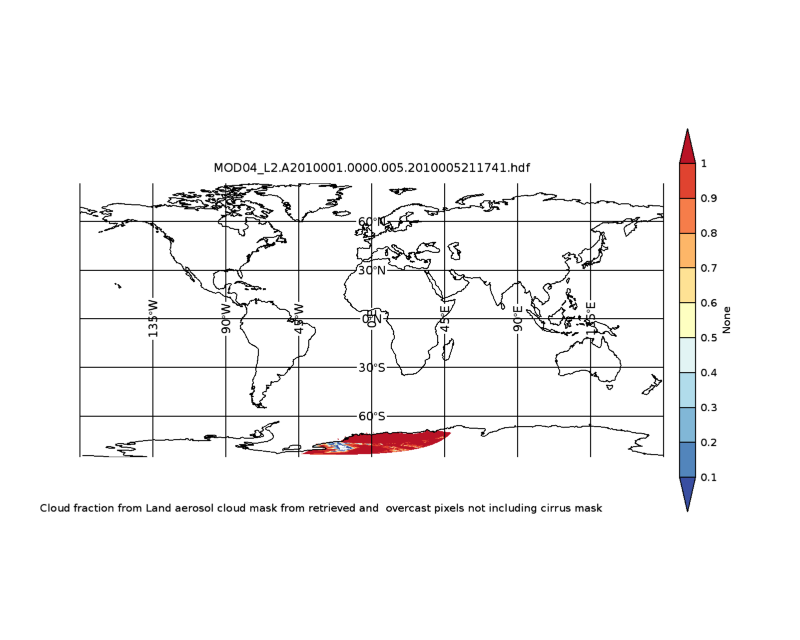 MOD04_L2.A2010001.0000.005.2010005211741.hdf
60°N
30°N
0°N
30°S
60°S
135°W
90°W
45°W
0°E
45°E
90°E
1
0.9
0.8
0.7
0.6
0.5
0.4
0.3
0.2
0.1
None
Cloud fraction from Land aerosol cloud mask from retrieved and  overcast pixels not including cirrus mask